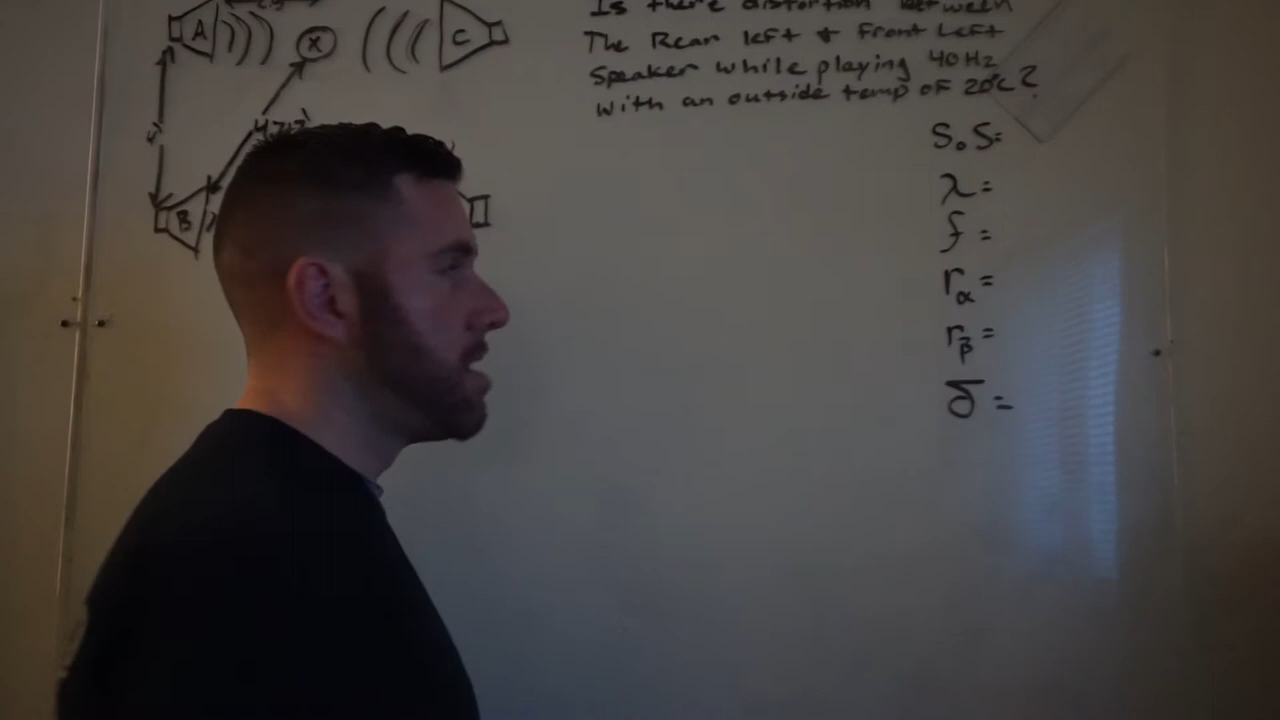 A
X
C
B
Is there distortion between
The Rear left & Front Left
Speaker while playing 40Hz
with an outside temp of 20°C?
S.S=
λ=
f=
rα=
rβ=
δ=